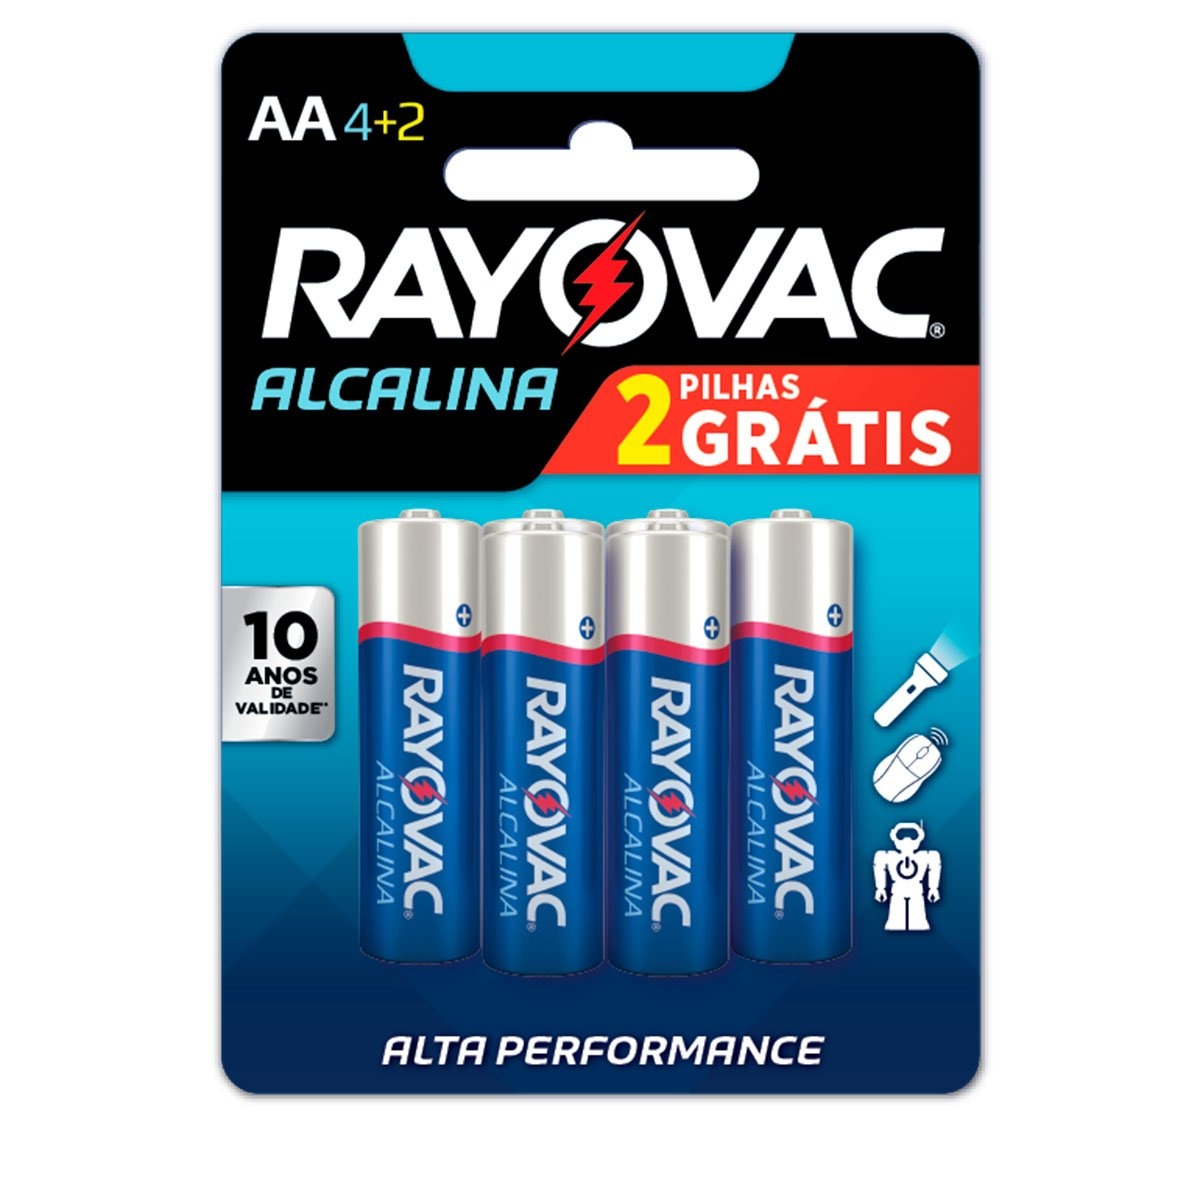 AA 4+2
RAYOVAC®
ALCALINA
2 PILHAS
GRÁTIS
10
ANOS
DE
VALIDADE**
+
+
+
+
RAYOVAC®
ALCALINA
RAYOVAC®
ALCALINA
RAYOVAC®
ALCALINA
RAYOVAC®
ALCALINA
ALTA PERFORMANCE